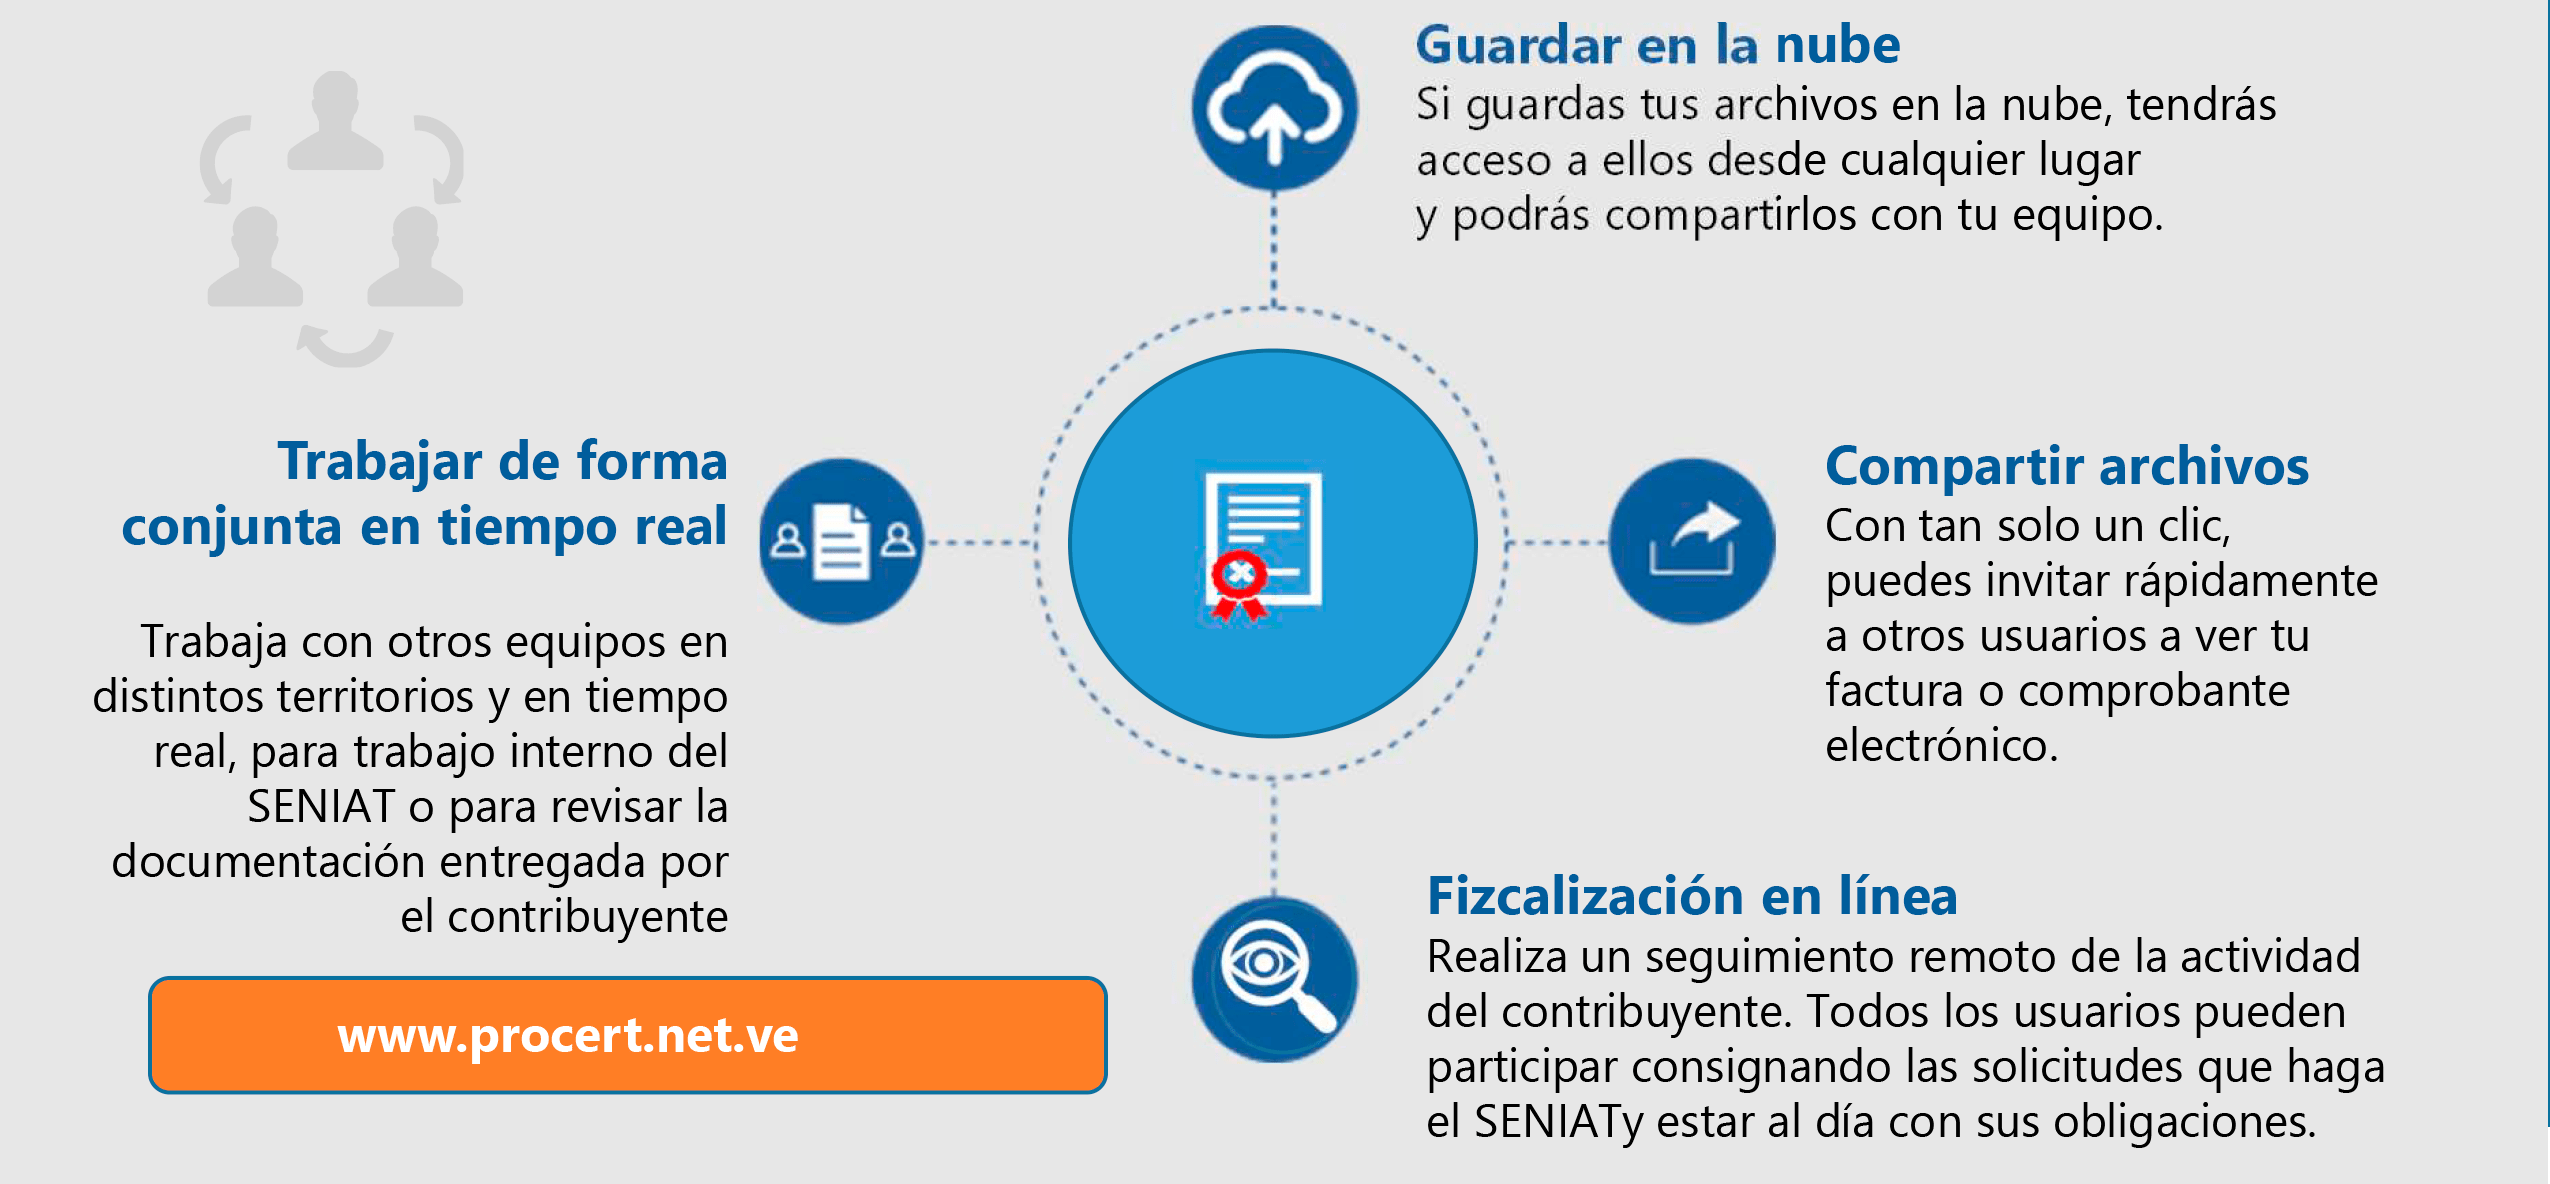 Guardar en la nube
Si guardas tus archivos en la nube, tendrás
acceso a ellos desde cualquier lugar
y podrás compartirlos con tu equipo.
Trabajar de forma
conjunta en tiempo real
Trabaja con otros equipos en
distintos territorios y en tiempo
real, para trabajo interno del
SENIAT o para revisar la
documentación entregada por
el contribuyente
Compartir archivos
Con tan solo un clic,
puedes invitar rápidamente
a otros usuarios a ver tu
factura o comprobante
electrónico.
Fizcalización en línea
Realiza un seguimiento remoto de la actividad
del contribuyente. Todos los usuarios pueden
participar consignando las solicitudes que haga
el SENIATy estar al día con sus obligaciones.
www.procert.net.ve